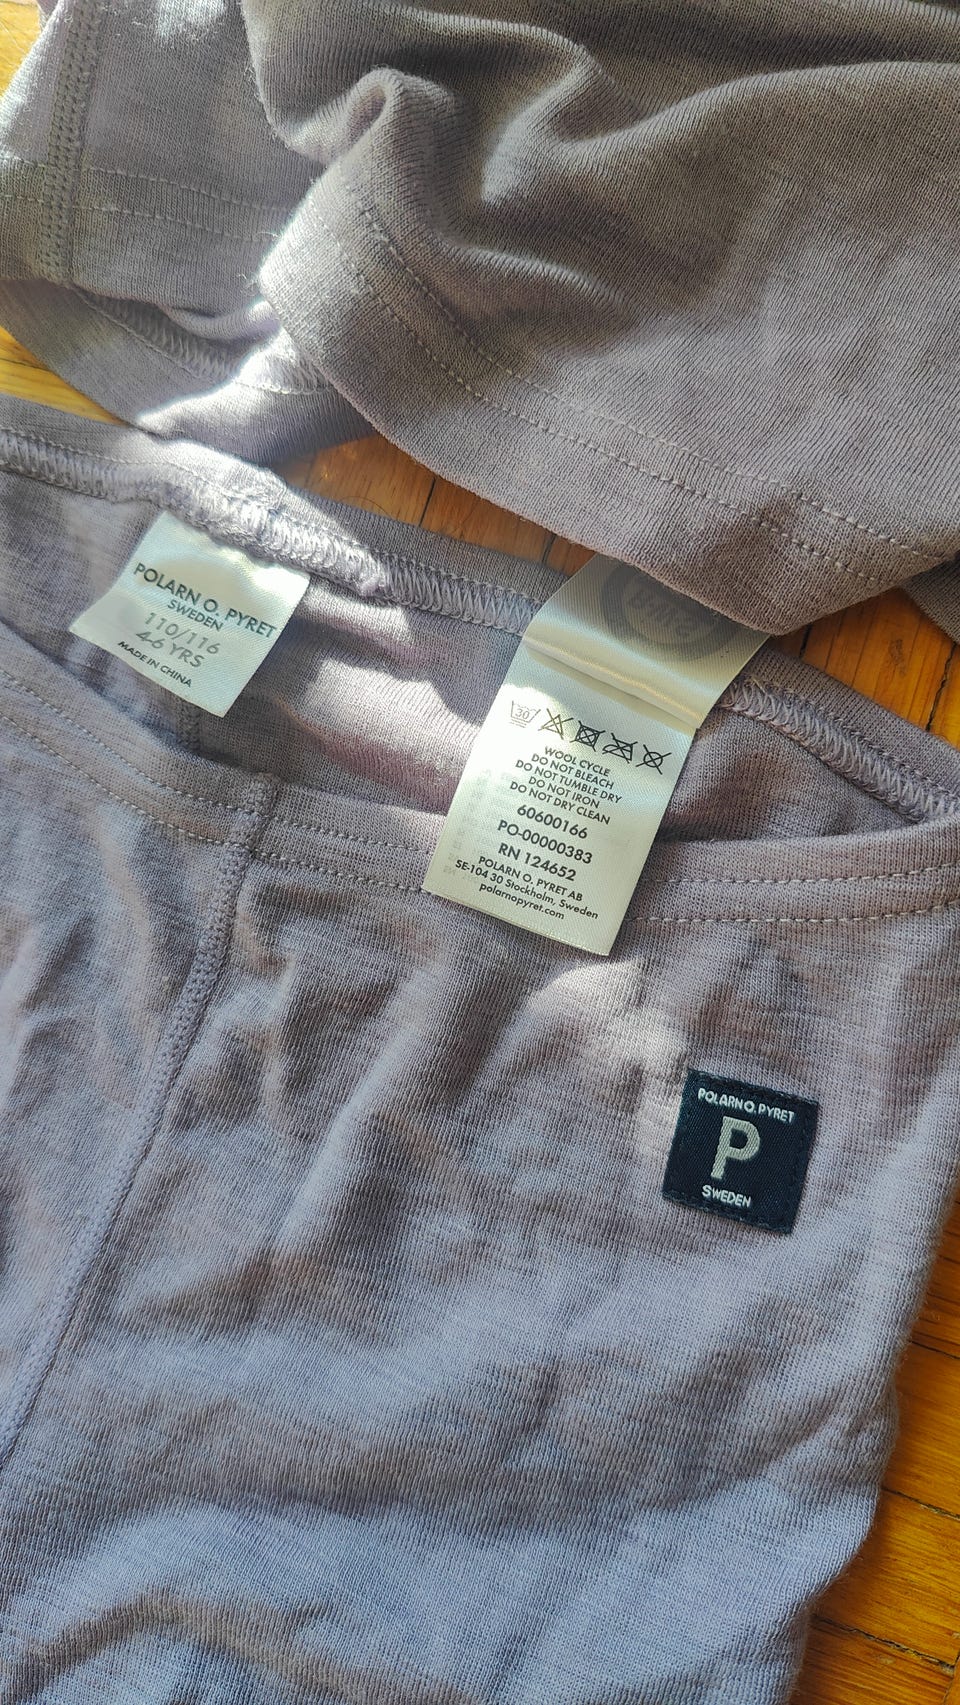 POLARN O. PYRET
SWEDEN
110/116
4-6 YRS
MADE IN CHINA
30
WOOL CYCLE
DO NOT BLEACH
DO NOT TUMBLE DRY
DO NOT IRON
DO NOT DRY CLEAN
60600166
PO-00000383
RN 124652
POLARN O. PYRET AB
SE-104 30 Stockholm, Sweden
polarnopyret.com
POLARN O. PYRET
P
SWEDEN